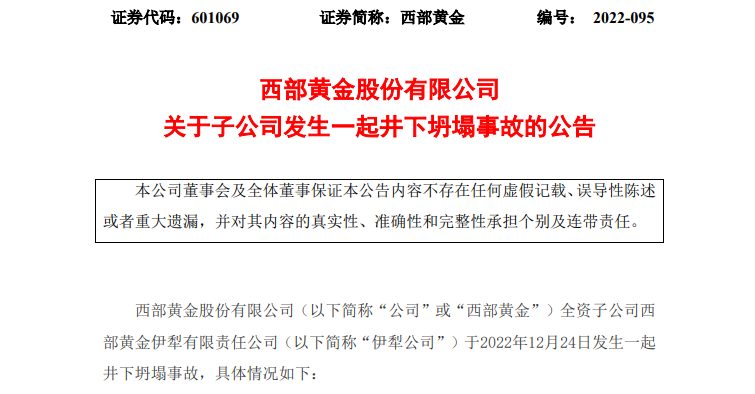 证券代码：601069 证券简称：西部黄金 编号： 2022-095
西部黄金股份有限公司
关于子公司发生一起井下坍塌事故的公告
本公司董事会及全体董事保证本公告内容不存在任何虚假记载、误导性陈述
或者重大遗漏，并对其内容的真实性、准确性和完整性承担个别及连带责任。
西部黄金股份有限公司（以下简称“公司”或“西部黄金”）全资子公司西
部黄金伊犁有限责任公司（以下简称“伊犁公司”）于2022年12月24日发生一起
井下坍塌事故，具体情况如下：